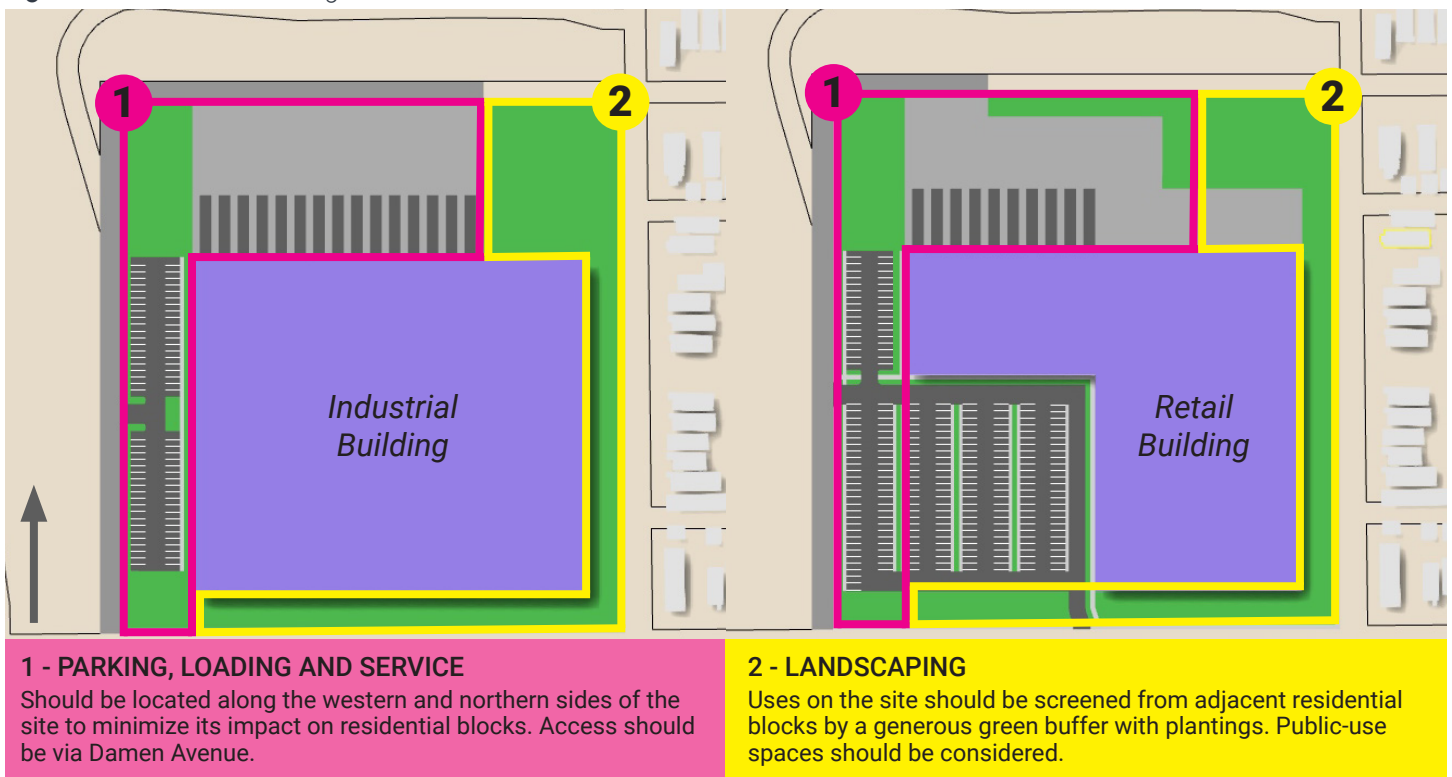 1
2
Industrial
Building
1
2
Retail
Building
1 - PARKING, LOADING AND SERVICE
Should be located along the western and northern sides of the
site to minimize its impact on residential blocks. Access should
be via Damen Avenue.
2 - LANDSCAPING
Uses on the site should be screened from adjacent residential
blocks by a generous green buffer with plantings. Public-use
spaces should be considered.